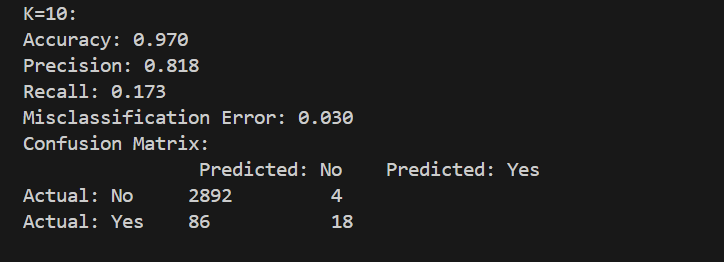 K=10:
Accuracy: 0.970
Precision: 0.818
Recall: 0.173
Misclassification Error: 0.030
Confusion Matrix:
Predicted: No    Predicted: Yes
Actual: No     2892         4
Actual: Yes    86           18